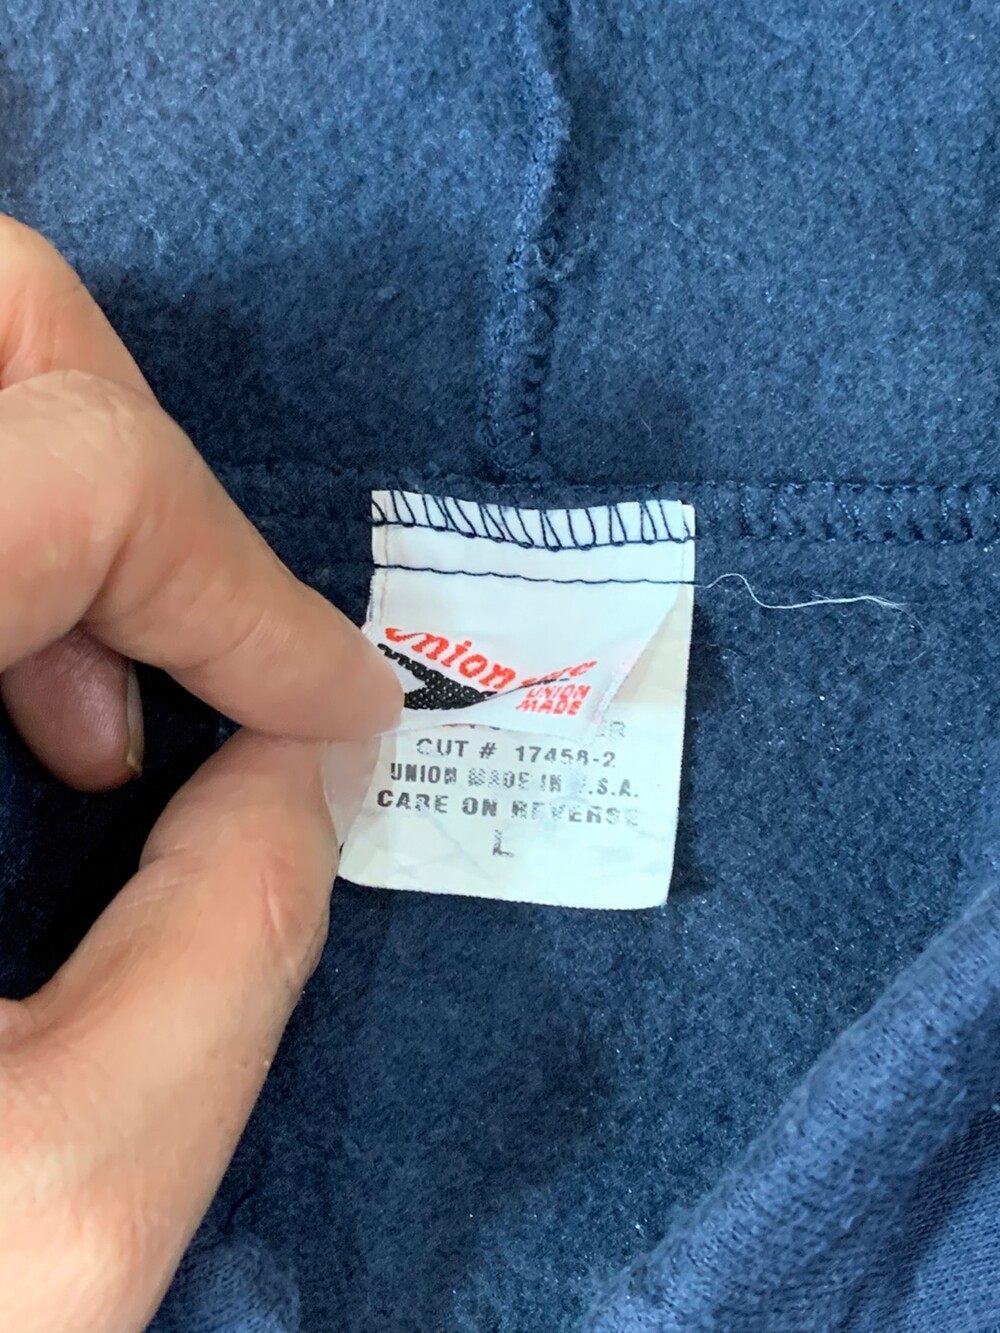 Union
UNION
MADE
CUT # 17458-2
UNION MADE IN U.S.A.
CARE ON REVERSE
L